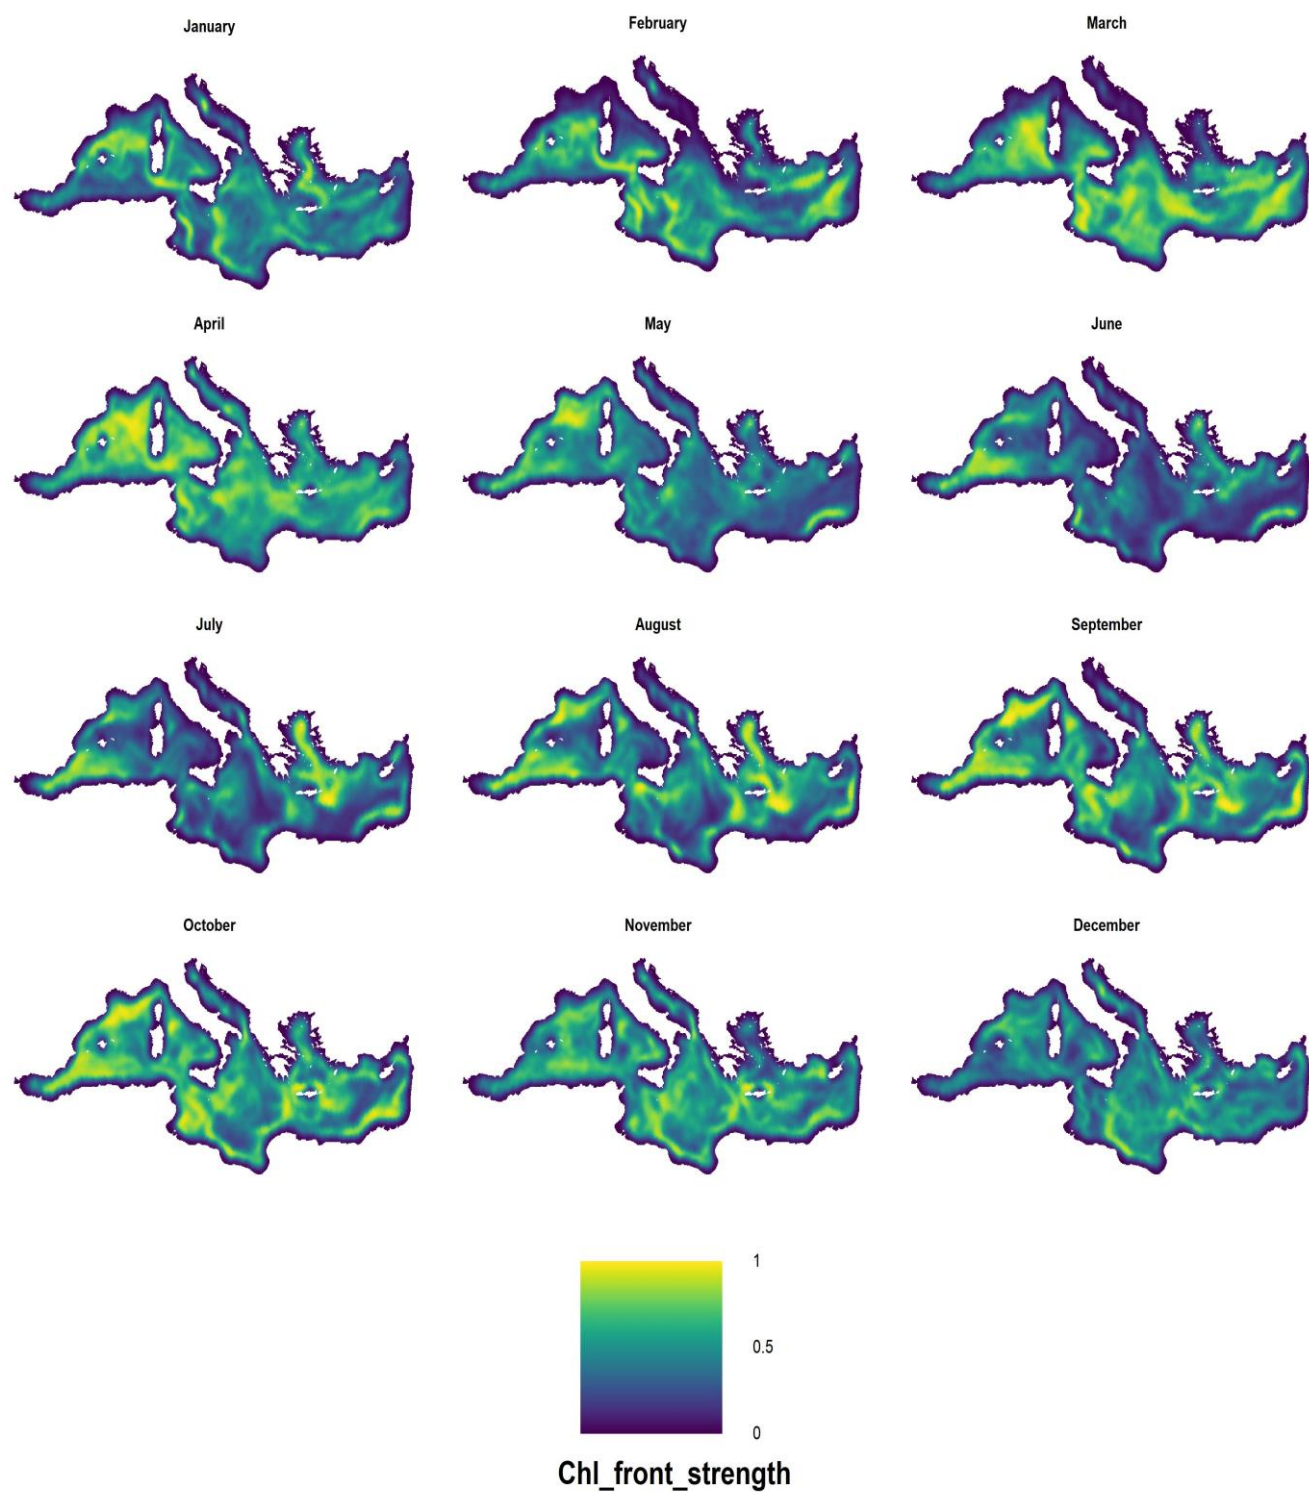 January
February
March
April
May
June
July
August
September
October
November
December
1
0.5
0
Chl_front_strength